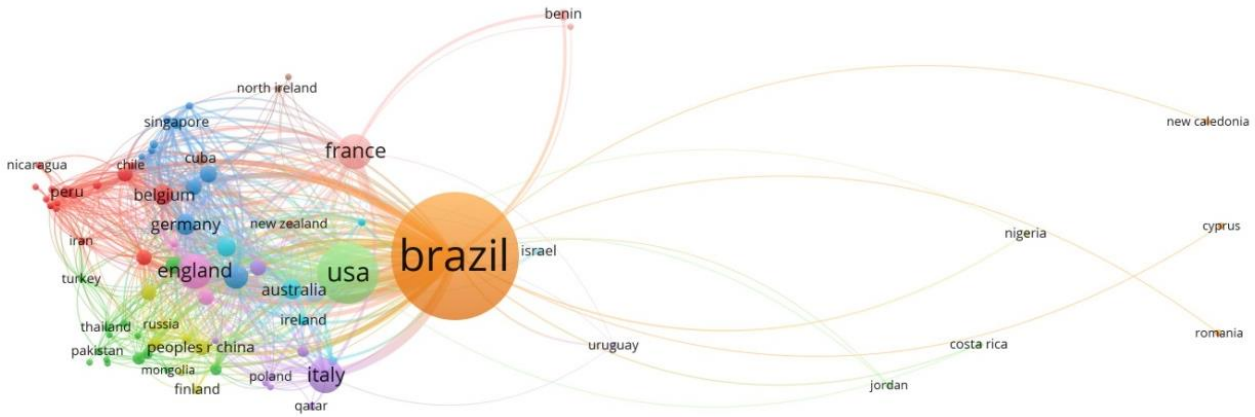 benin
north ireland
singapore
new caledonia
france
nicaragua
chile
cuba
peru
belgium
germany
new zealand
cyprus
nigeria
iran
brazil
israel
england
usa
turkey
australia
ireland
thailand
russia
romania
peoples r china
uruguay
costa rica
pakistan
mongolia
poland
italy
jordan
finland
qatar